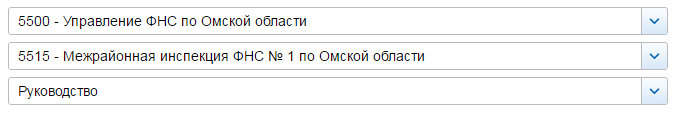 5500 - Управление ФНС по Омской области
5515 - Межрайонная инспекция ФНС № 1 по Омской области
Руководство